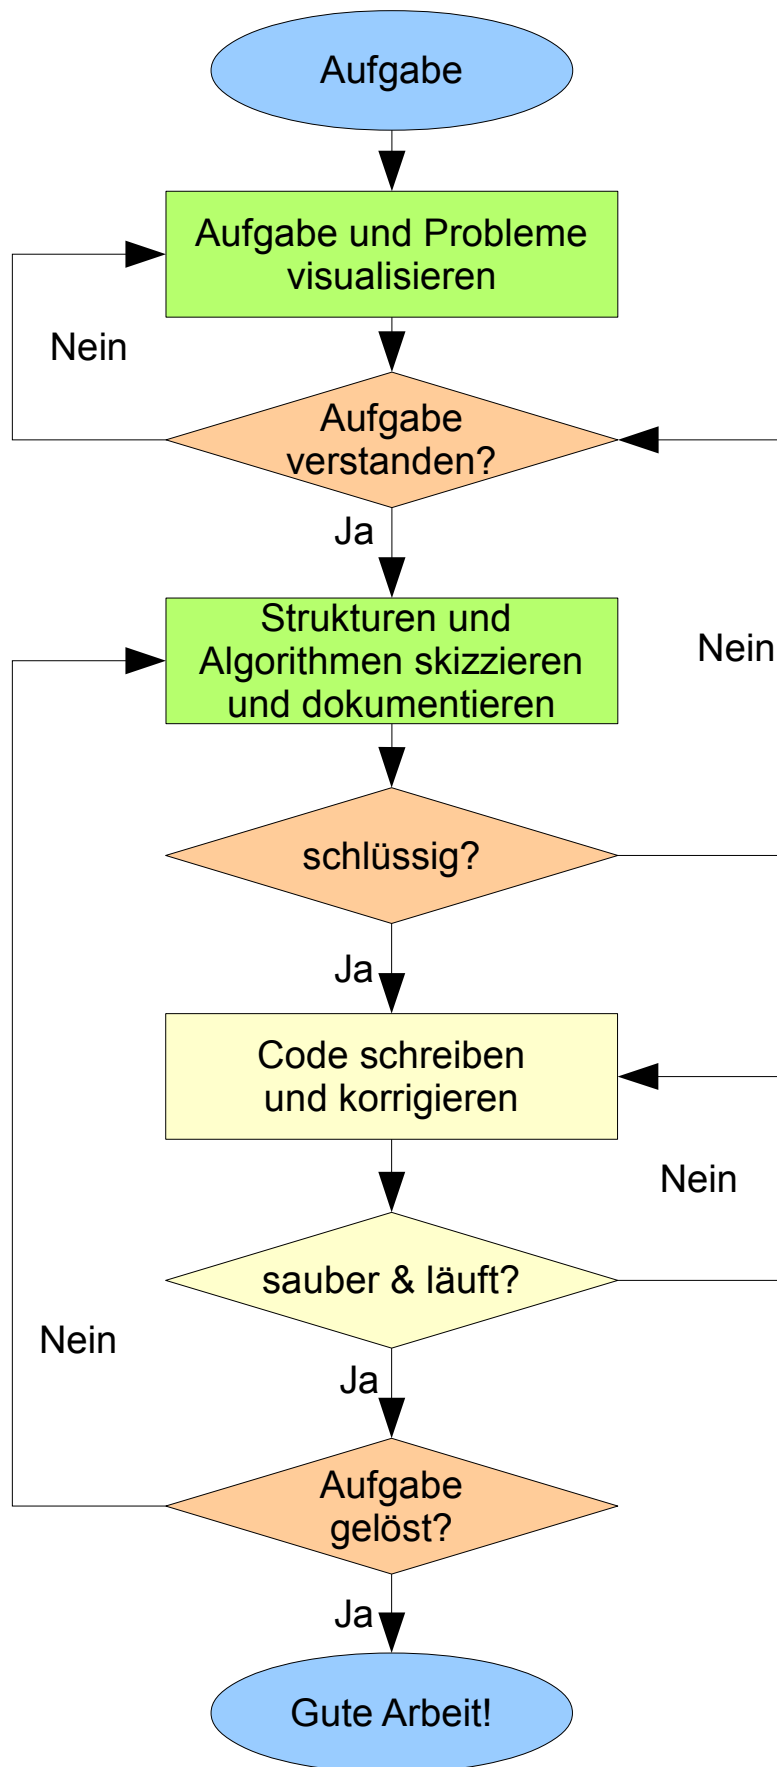 Aufgabe
Aufgabe und Probleme
visualisieren
Nein
Aufgabe
verstanden?
Ja
Strukturen und
Algorithmen skizzieren
und dokumentieren
Nein
schlüssig?
Ja
Code schreiben
und korrigieren
Nein
sauber & läuft?
Nein
Ja
Aufgabe
gelöst?
Ja
Gute Arbeit!